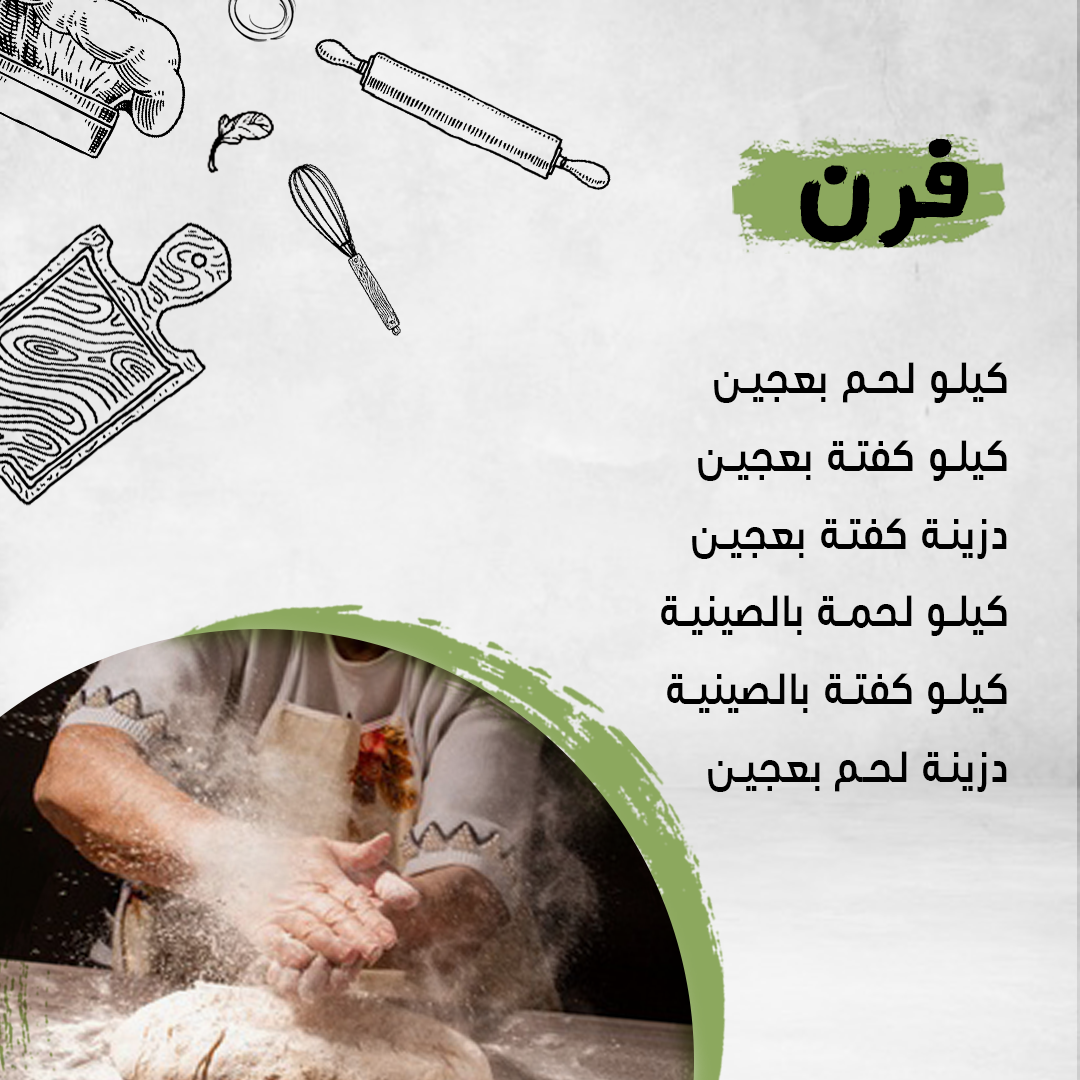 فرن
كيلو لحم بعجين
كيلو كفتة بعجين
دزينة كفتة بعجين
كيلو لحمة بالصينية
كيلو كفتة بالصينية
دزينة لحم بعجين